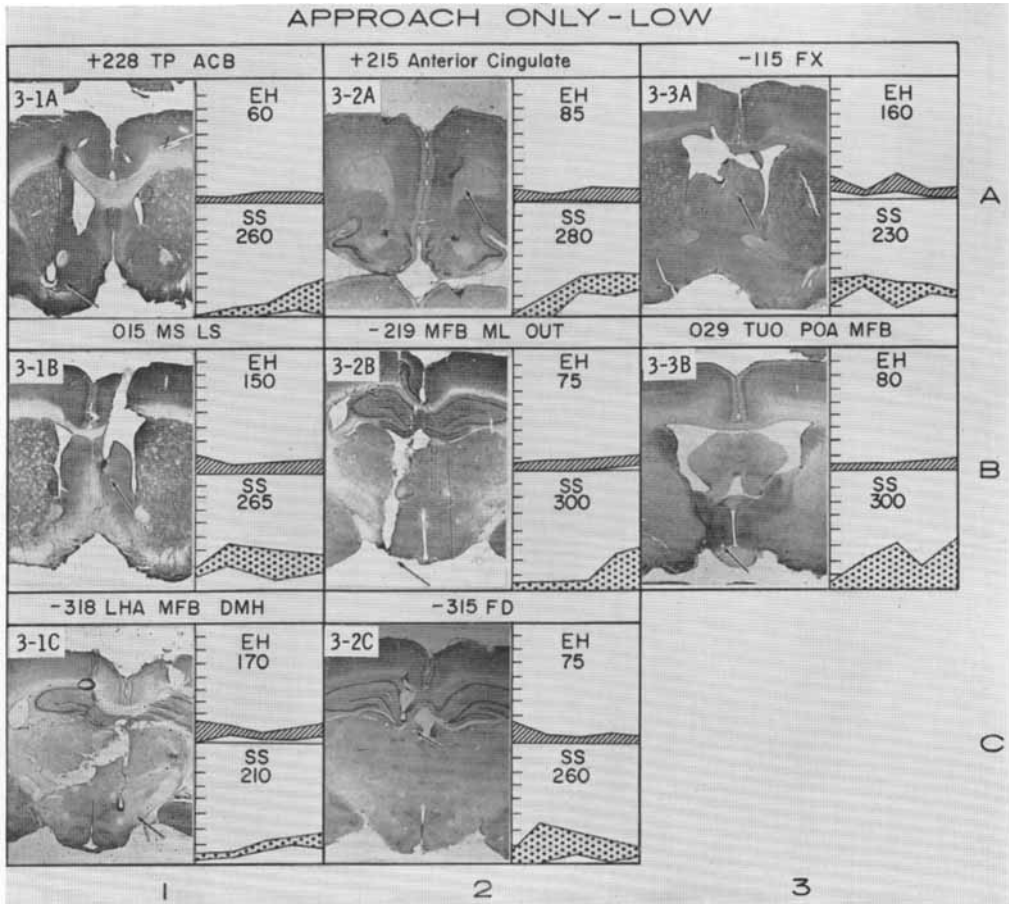 APPROACH ONLY - LOW
+228 TP ACB
+215 Anterior Cingulate
-115 FX
3-1A
EH
60
SS
260
3-2A
EH
85
SS
280
3-3A
EH
160
SS
230
A
015 MS LS
-219 MFB ML OUT
029 TUO POA MFB
3-1B
EH
150
SS
265
3-2B
EH
75
SS
300
3-3B
EH
80
SS
300
B
-318 LHA MFB DMH
-315 FD
3-1C
EH
170
SS
210
3-2C
EH
75
SS
260
C
1
2
3